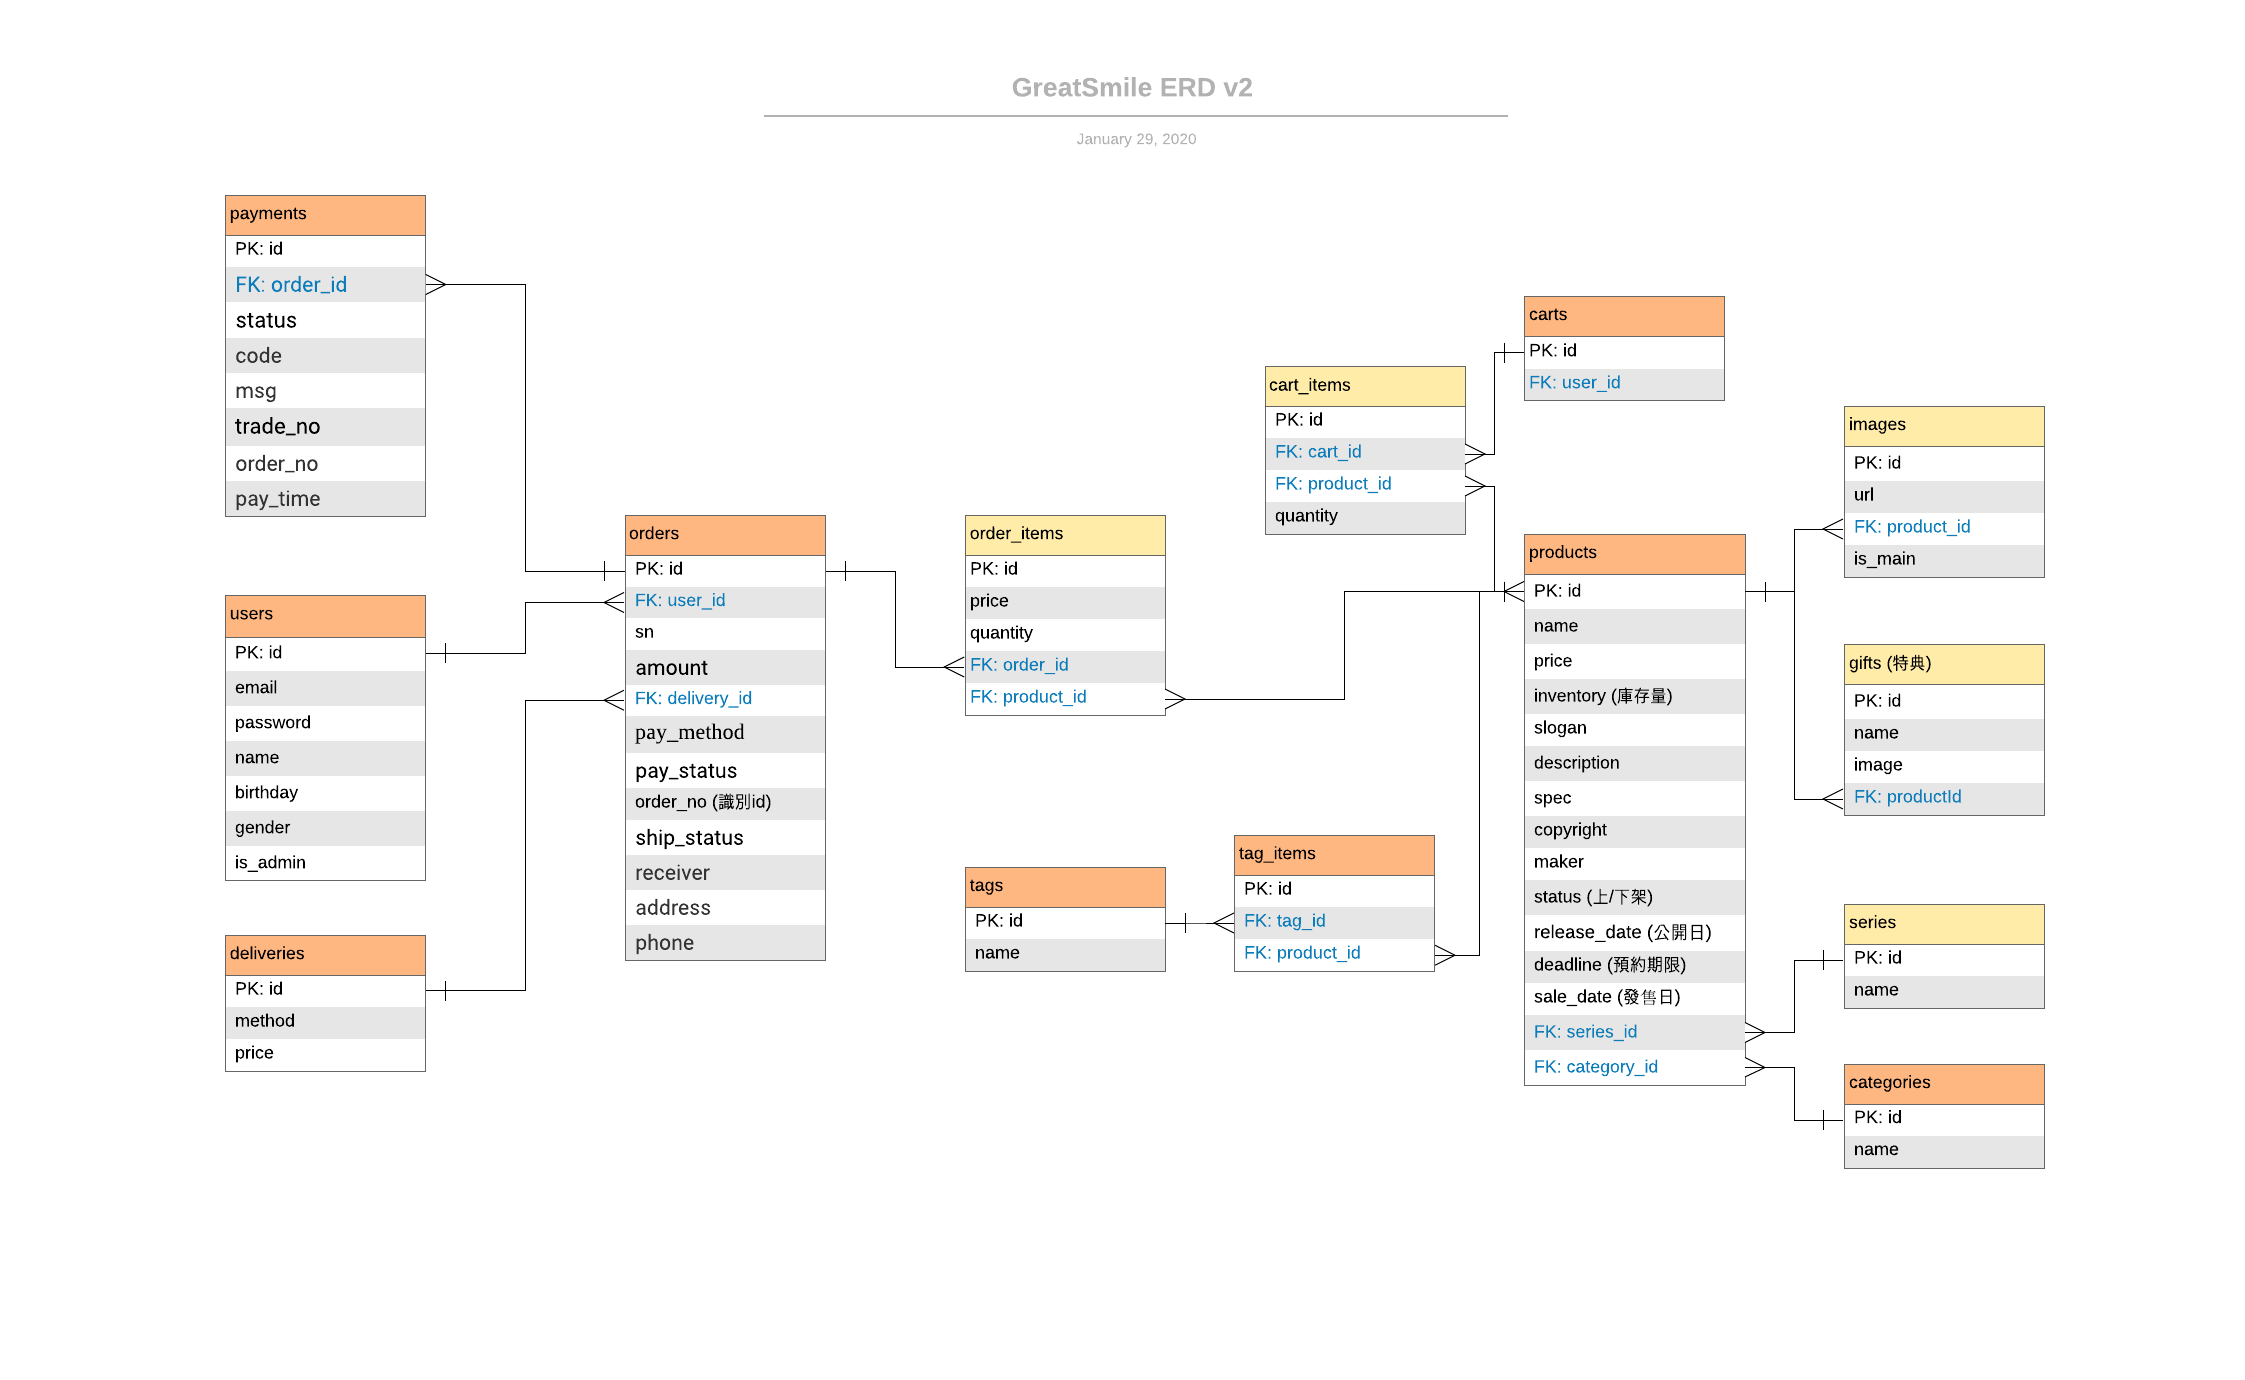 GreatSmile ERD v2
January 29, 2020
payments
PK: id
FK: order_id
status
code
msg
trade_no
order_no
pay_time
users
PK: id
email
password
name
birthday
gender
is_admin
deliveries
PK: id
method
price
orders
PK: id
FK: user_id
sn
amount
FK: delivery_id
pay_method
pay_status
order_no (識別id)
ship_status
receiver
address
phone
order_items
PK: id
price
quantity
FK: order_id
FK: product_id
tags
PK: id
name
tag_items
PK: id
FK: tag_id
FK: product_id
cart_items
PK: id
FK: cart_id
FK: product_id
quantity
carts
PK: id
FK: user_id
products
PK: id
name
price
inventory (庫存量)
slogan
description
spec
copyright
maker
status (上/下架)
release_date (公開日)
deadline (預約期限)
sale_date (發售日)
FK: series_id
FK: category_id
images
PK: id
url
FK: product_id
is_main
gifts (特典)
PK: id
name
image
FK: productId
series
PK: id
name
categories
PK: id
name